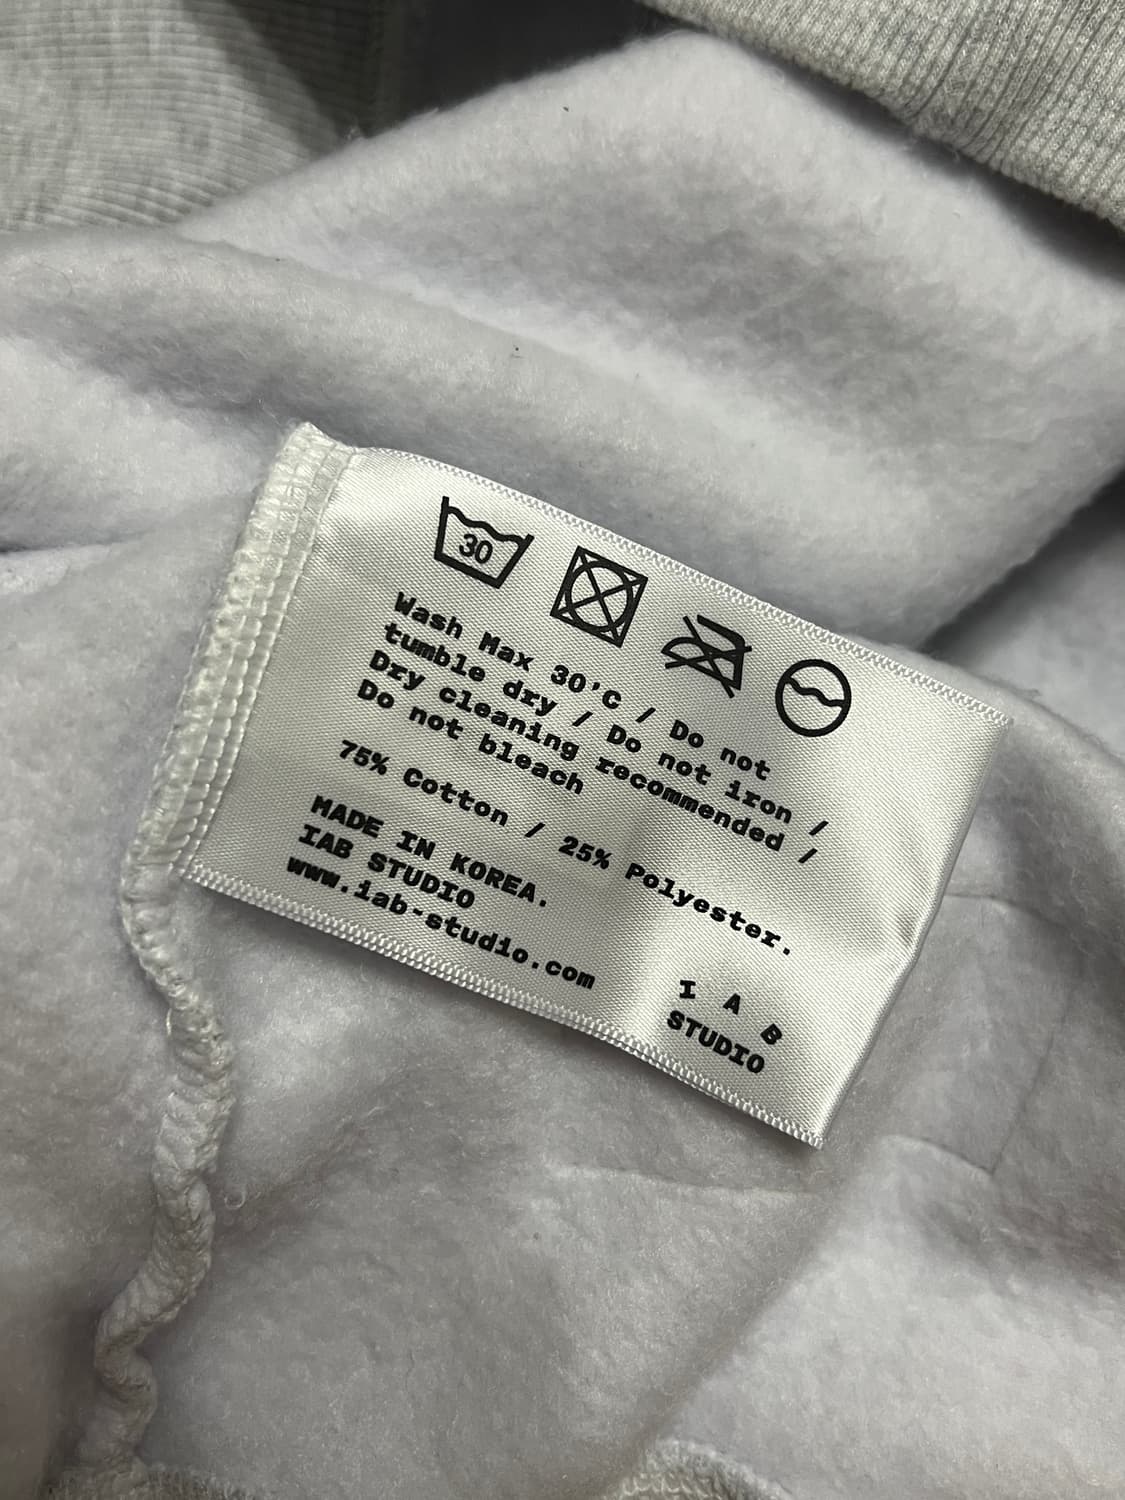 30
Wash Max 30'C / Do not
tumble dry / Do not iron /
Dry cleaning recommended /
Do not bleach
75% Cotton / 25% Polyester.
MADE IN KOREA.
IAB STUDIO
www.iab-studio.com
I A B
STUDIO